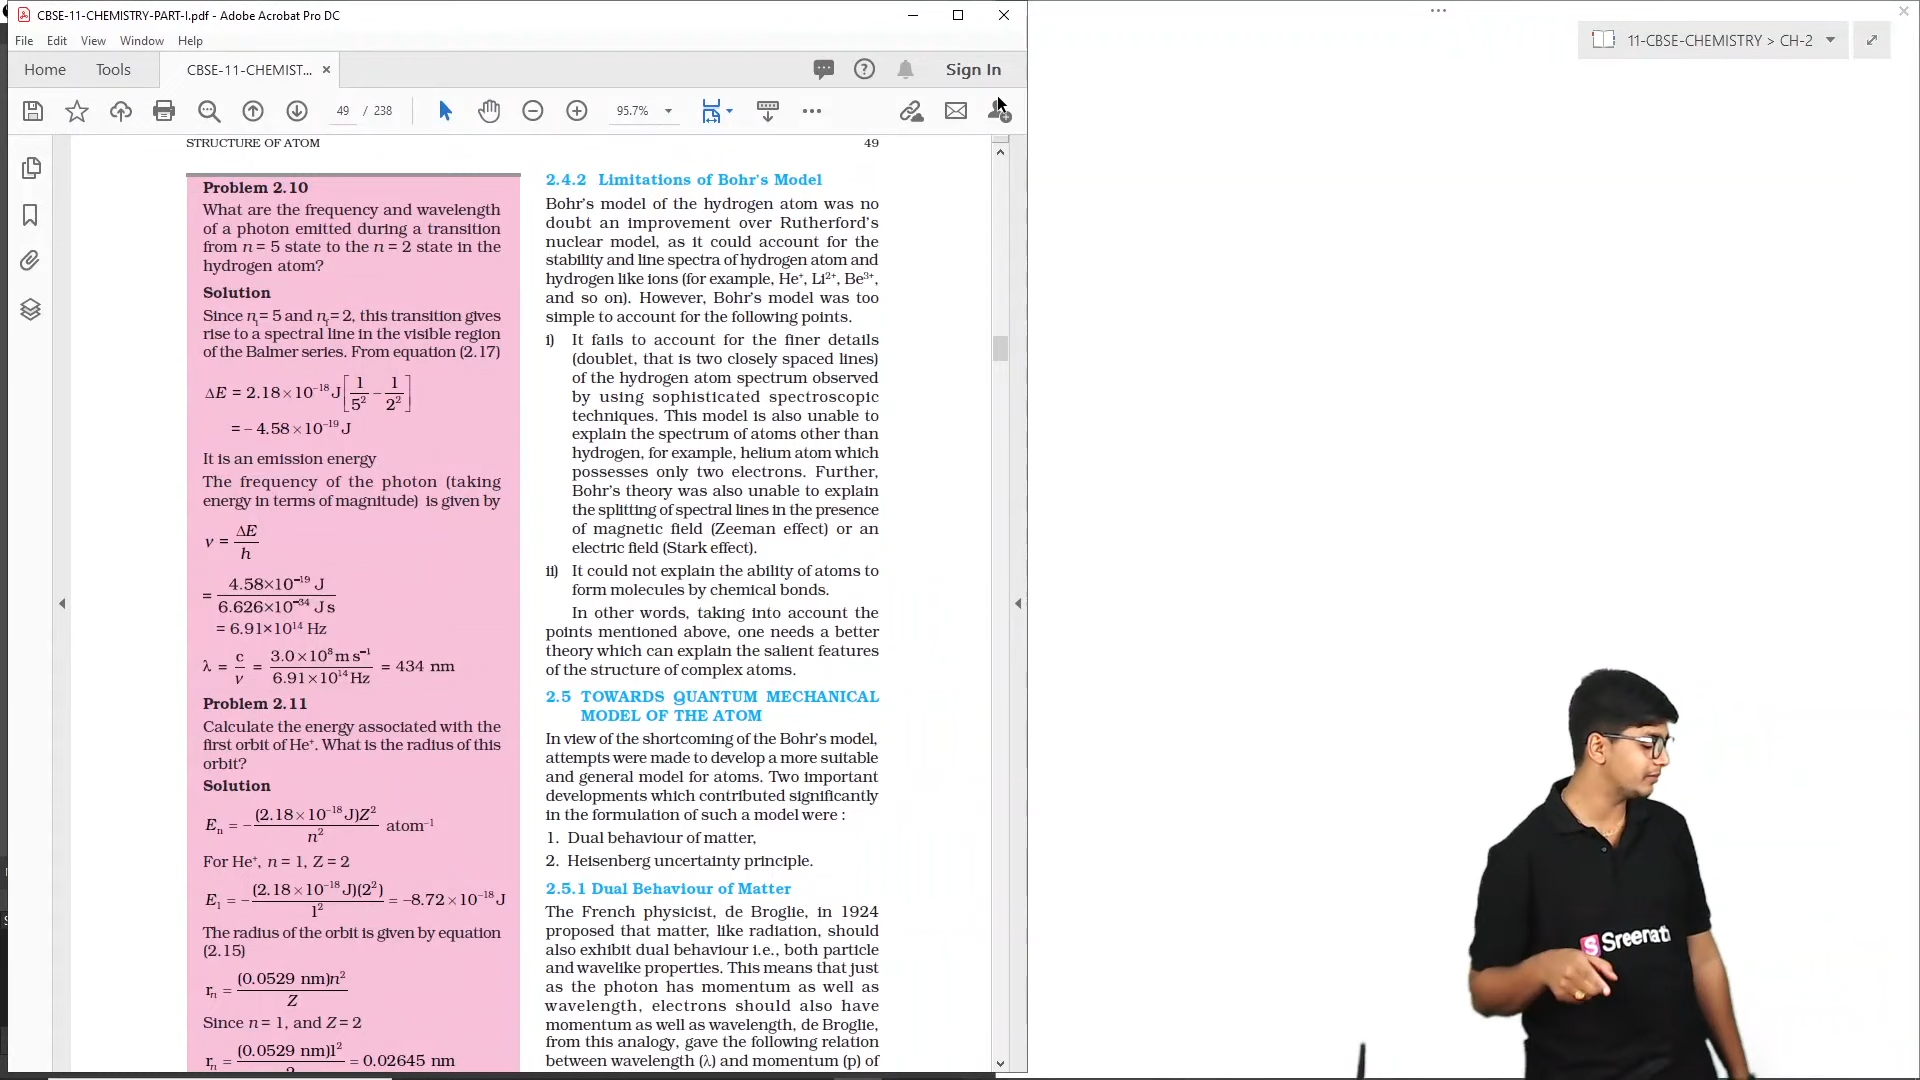 CBSE-11-CHEMISTRY-PART-I.pdf - Adobe Acrobat Pro DC
File Edit View Window Help
Home Tools CBSE-11-CHEMIST... × Sign In
49 / 238 95.7%
11-CBSE-CHEMISTRY > CH-2
STRUCTURE OF ATOM 49
Problem 2.10
What are the frequency and wavelength
of a photon emitted during a transition
from n = 5 state to the n = 2 state in the
hydrogen atom?
Solution
Since nᵢ = 5 and n_f = 2, this transition gives
rise to a spectral line in the visible region
of the Balmer series. From equation (2.17)
ΔE = 2.18×10⁻¹⁸ J[1/5² − 1/2²]
= − 4.58×10⁻¹⁹ J
It is an emission energy
The frequency of the photon (taking
energy in terms of magnitude) is given by
ν = ΔE/h
= 4.58×10⁻¹⁹ J / 6.626×10⁻³⁴ J s
= 6.91×10¹⁴ Hz
λ = c/ν = 3.0×10⁸ m s⁻¹ / 6.91×10¹⁴ Hz = 434 nm
Problem 2.11
Calculate the energy associated with the
first orbit of He⁺. What is the radius of this
orbit?
Solution
Eₙ = − (2.18×10⁻¹⁸ J)Z² / n² atom⁻¹
For He⁺, n = 1, Z = 2
E₁ = − (2.18×10⁻¹⁸ J)(2²) / 1² = −8.72×10⁻¹⁸ J
The radius of the orbit is given by equation
(2.15)
rₙ = (0.0529 nm)n² / Z
Since n = 1, and Z = 2
rₙ = (0.0529 nm)1² / 2 = 0.02645 nm
2.4.2 Limitations of Bohr's Model
Bohr's model of the hydrogen atom was no
doubt an improvement over Rutherford's
nuclear model, as it could account for the
stability and line spectra of hydrogen atom and
hydrogen like ions (for example, He⁺, Li²⁺, Be³⁺,
and so on). However, Bohr's model was too
simple to account for the following points.
i) It fails to account for the finer details
(doublet, that is two closely spaced lines)
of the hydrogen atom spectrum observed
by using sophisticated spectroscopic
techniques. This model is also unable to
explain the spectrum of atoms other than
hydrogen, for example, helium atom which
possesses only two electrons. Further,
Bohr's theory was also unable to explain
the splitting of spectral lines in the presence
of magnetic field (Zeeman effect) or an
electric field (Stark effect).
ii) It could not explain the ability of atoms to
form molecules by chemical bonds.
In other words, taking into account the
points mentioned above, one needs a better
theory which can explain the salient features
of the structure of complex atoms.
2.5 TOWARDS QUANTUM MECHANICAL
MODEL OF THE ATOM
In view of the shortcoming of the Bohr's model,
attempts were made to develop a more suitable
and general model for atoms. Two important
developments which contributed significantly
in the formulation of such a model were :
1. Dual behaviour of matter,
2. Heisenberg uncertainty principle.
2.5.1 Dual Behaviour of Matter
The French physicist, de Broglie, in 1924
proposed that matter, like radiation, should
also exhibit dual behaviour i.e., both particle
and wavelike properties. This means that just
as the photon has momentum as well as
wavelength, electrons should also have
momentum as well as wavelength, de Broglie,
from this analogy, gave the following relation
between wavelength (λ) and momentum (p) of
S Sreenath